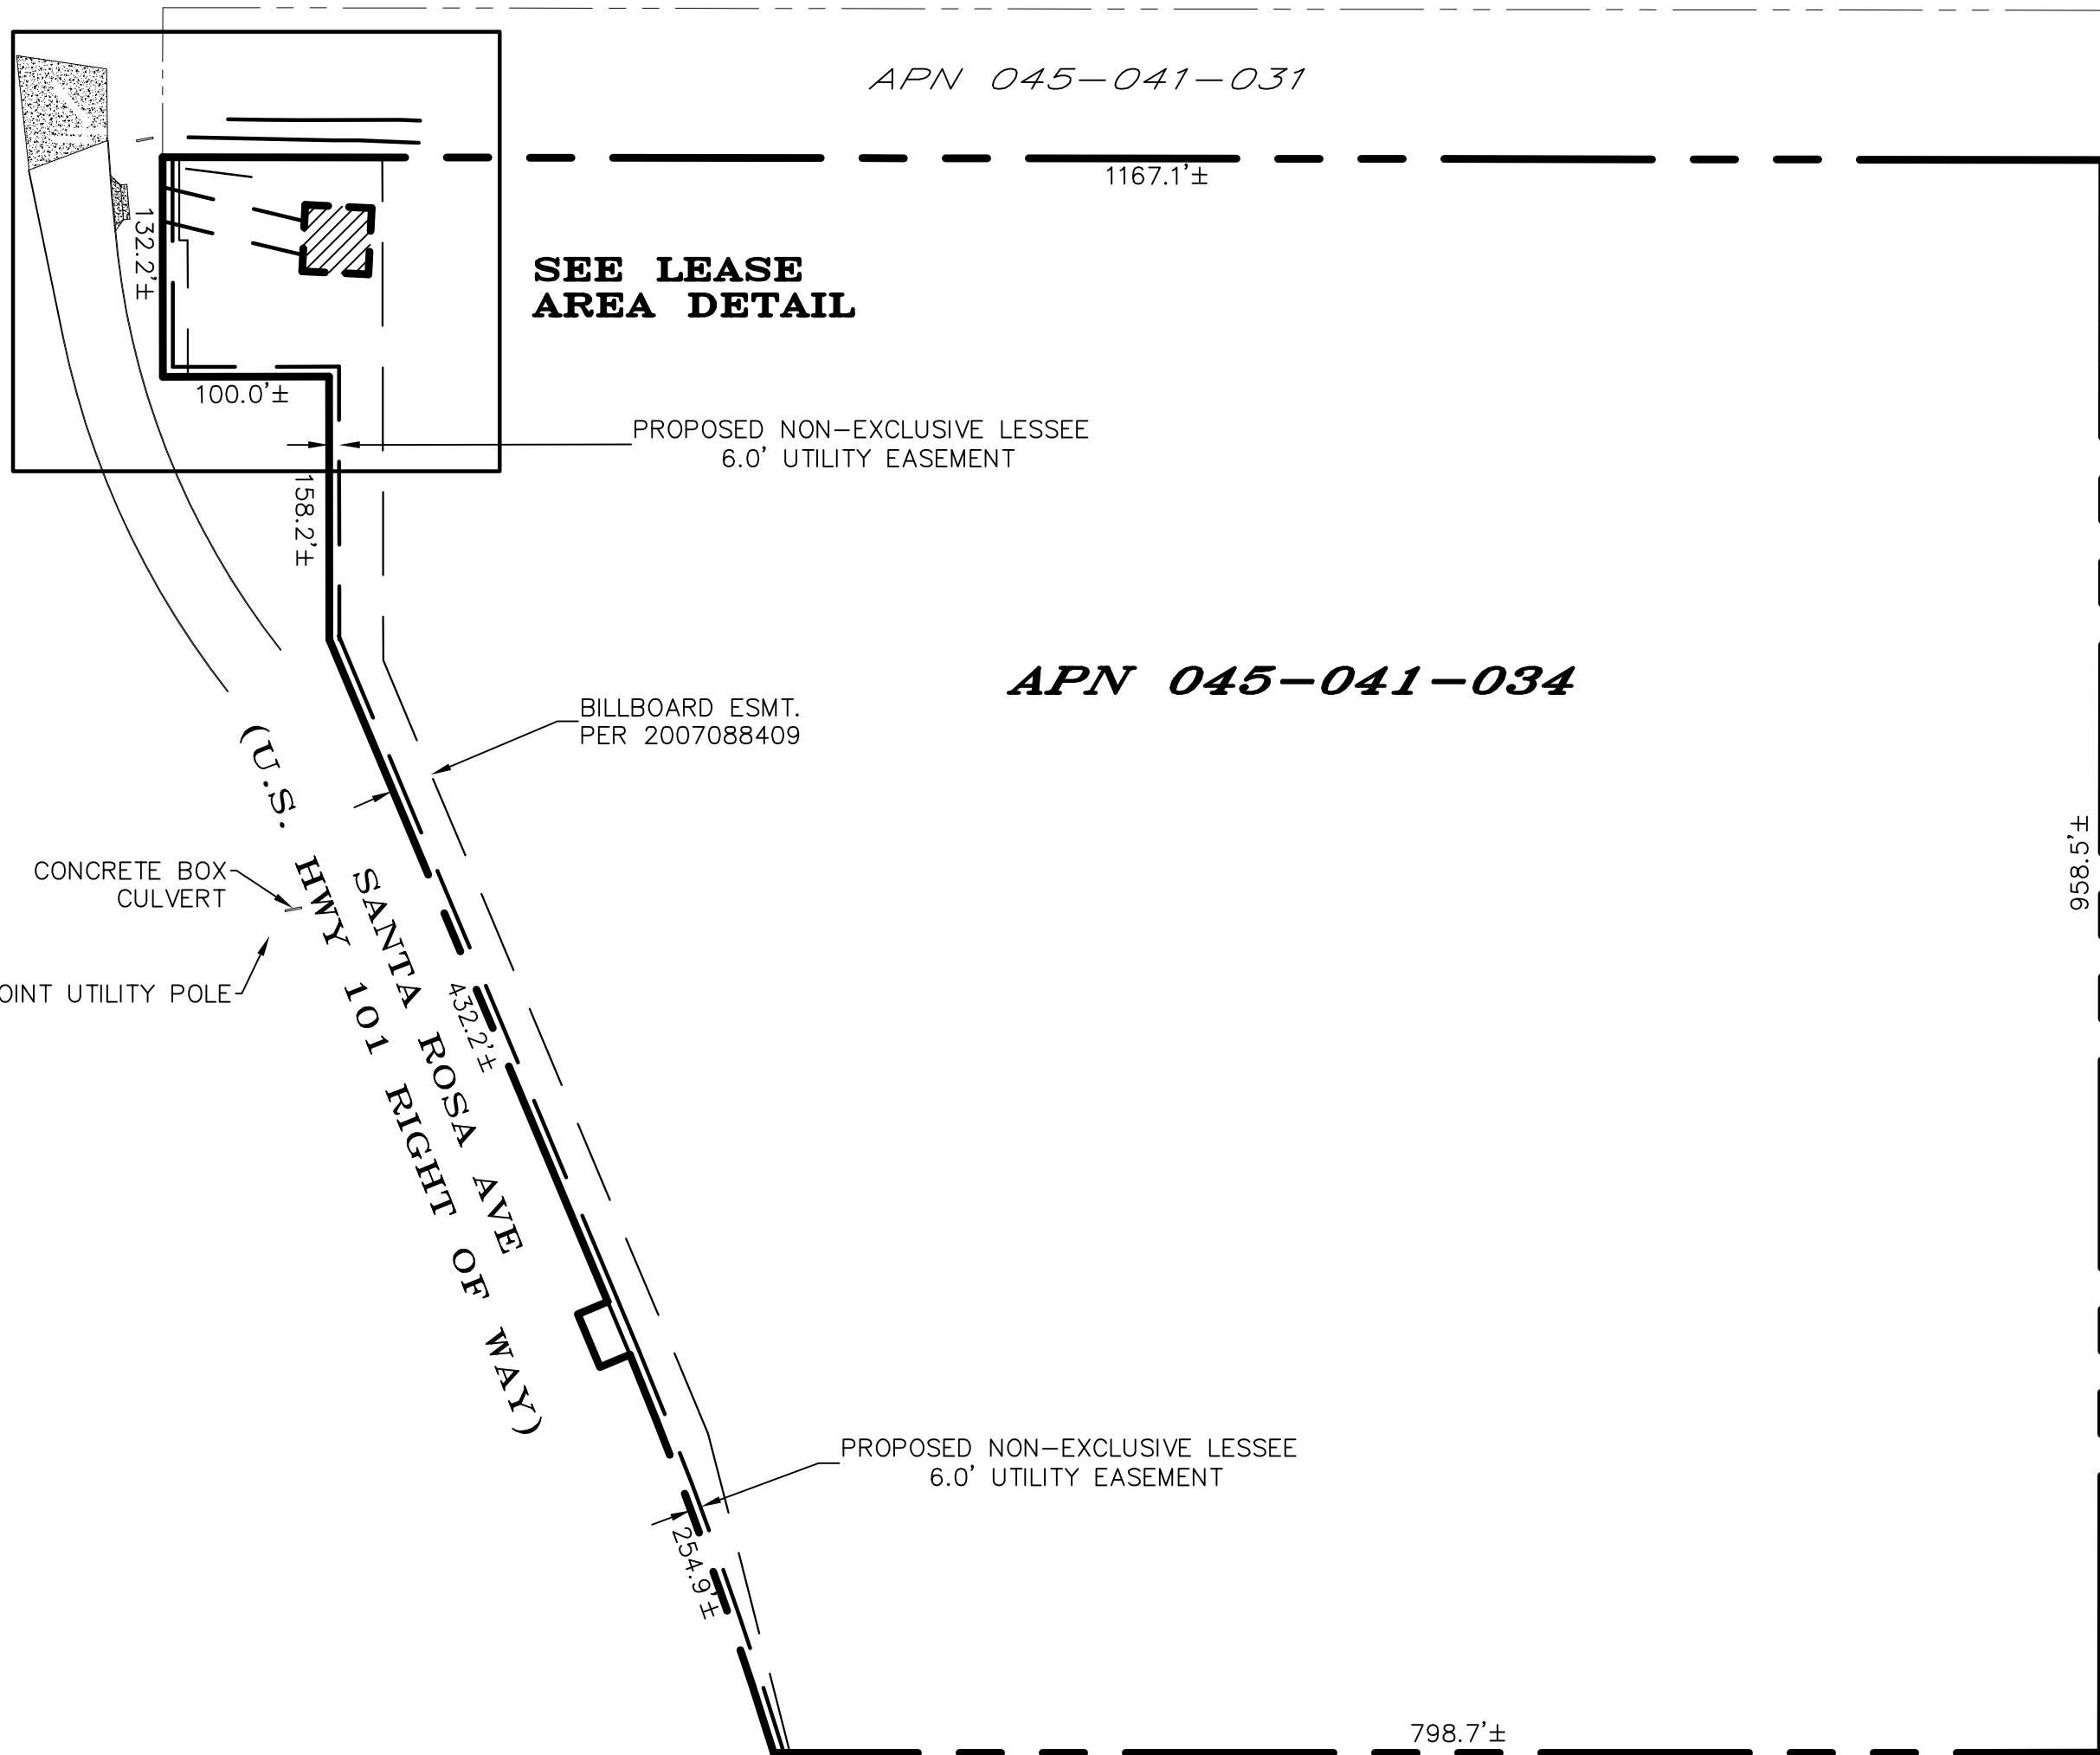 APN 045-041-031
1167.1'±
132.2'±
SEE LEASE
AREA DETAIL
100.0'±
PROPOSED NON-EXCLUSIVE LESSEE
6.0' UTILITY EASEMENT
158.2'±
APN 045-041-034
BILLBOARD ESMT.
PER 2007088409
(U.S. HWY 101 RIGHT OF WAY)
SANTA ROSA AVE
958.5'±
CONCRETE BOX
CULVERT
OINT UTILITY POLE
432.2'±
PROPOSED NON-EXCLUSIVE LESSEE
6.0' UTILITY EASEMENT
254.9'±
798.7'±